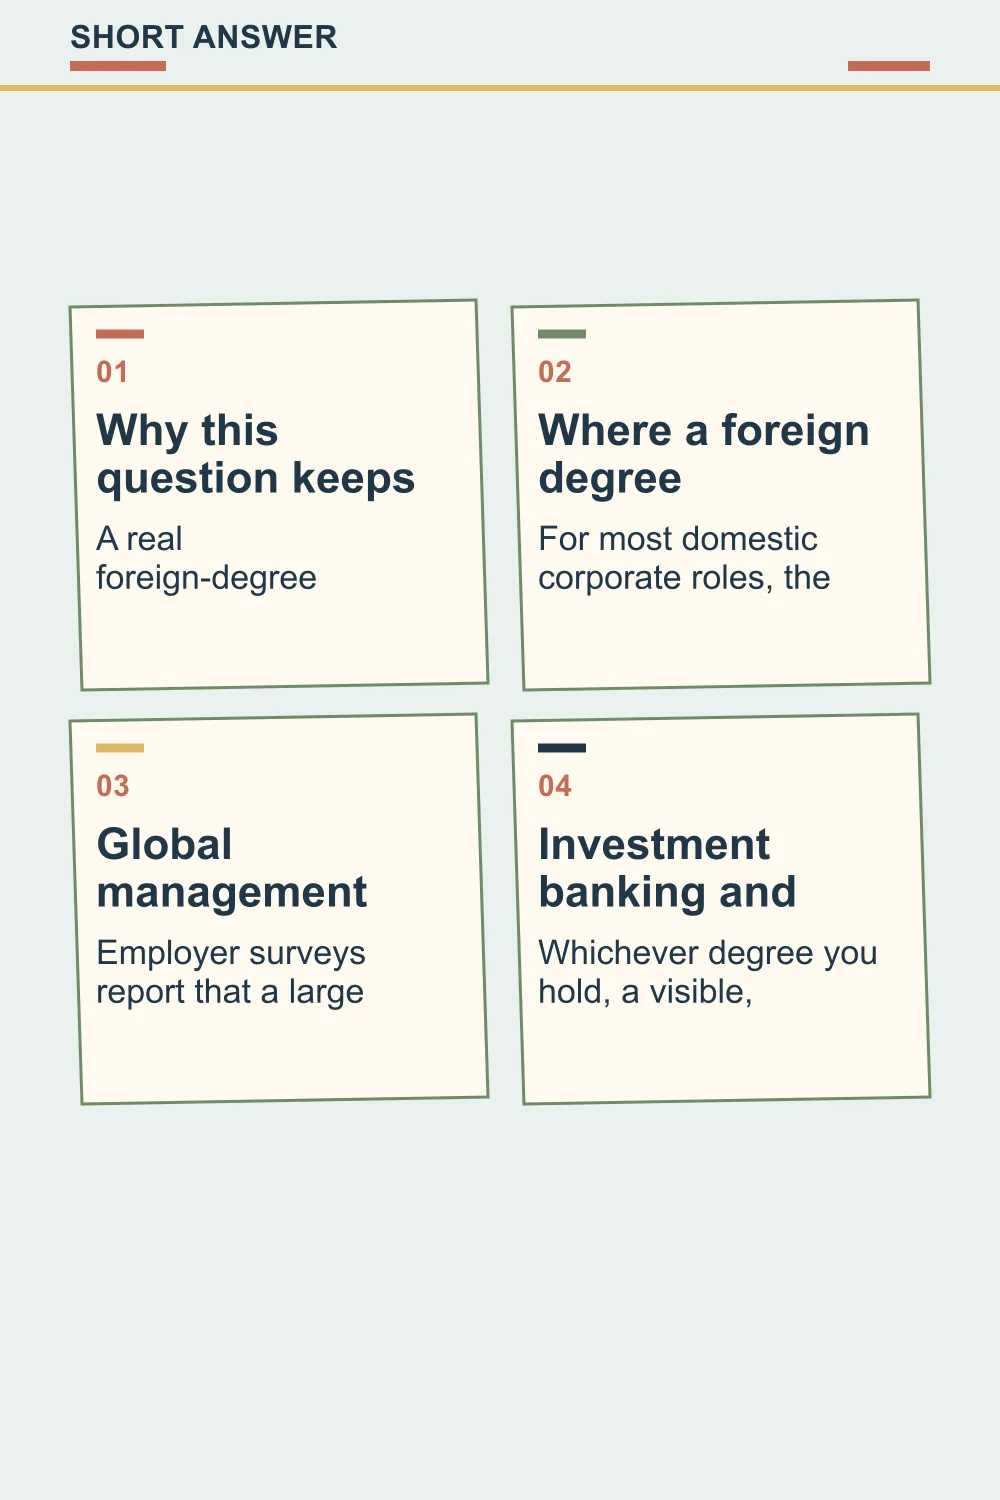 SHORT ANSWER
01
Why this
question keeps
A real
foreign-degree
02
Where a foreign
degree
For most domestic
corporate roles, the
03
Global
management
Employer surveys
report that a large
04
Investment
banking and
Whichever degree you
hold, a visible,